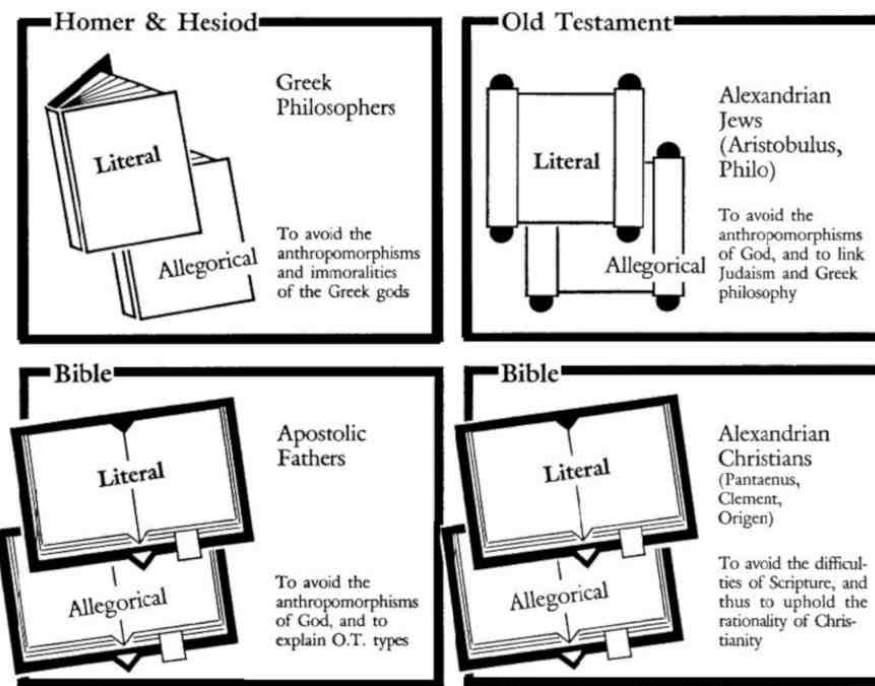 Homer & Hesiod
Greek
Philosophers
Literal
Allegorical
To avoid the
anthropomorphisms
and immoralities
of the Greek gods
Old Testament
Alexandrian
Jews
(Aristobulus,
Philo)
Literal
Allegorical
To avoid the
anthropomorphisms
of God, and to link
Judaism and Greek
philosophy
Bible
Apostolic
Fathers
Literal
Allegorical
To avoid the
anthropomorphisms
of God, and to
explain O.T. types
Bible
Alexandrian
Christians
(Pantaenus,
Clement,
Origen)
Literal
Allegorical
To avoid the difficul-
ties of Scripture, and
thus to uphold the
rationality of Chris-
tianity